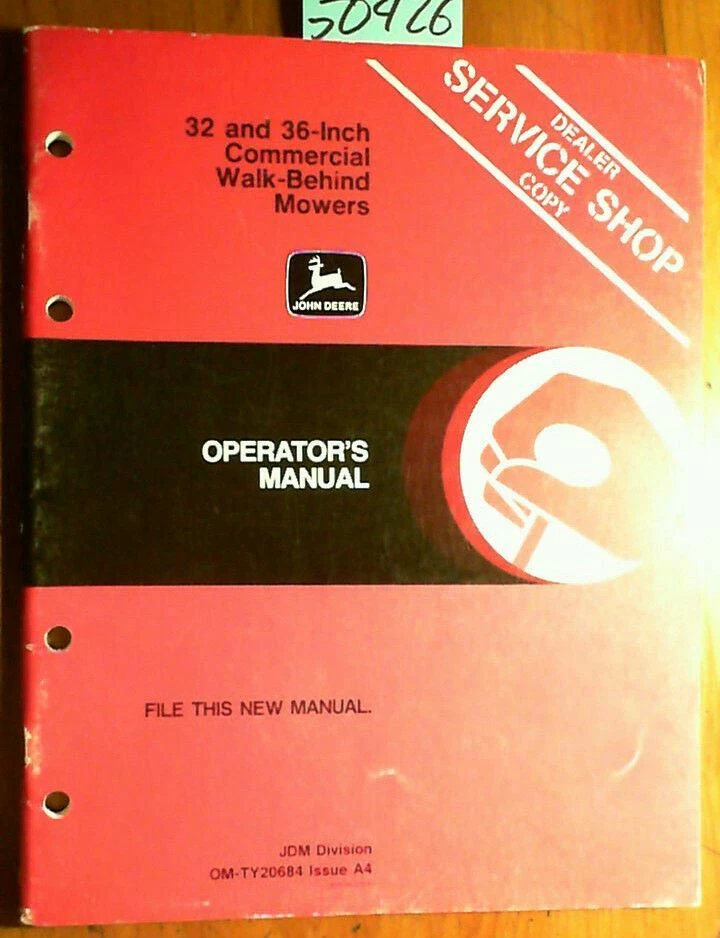 50426
32 and 36-Inch
Commercial
Walk-Behind
Mowers
DEALER
SERVICE SHOP
COPY
JOHN DEERE
OPERATOR'S
MANUAL
FILE THIS NEW MANUAL.
JDM Division
OM-TY20684 Issue A4